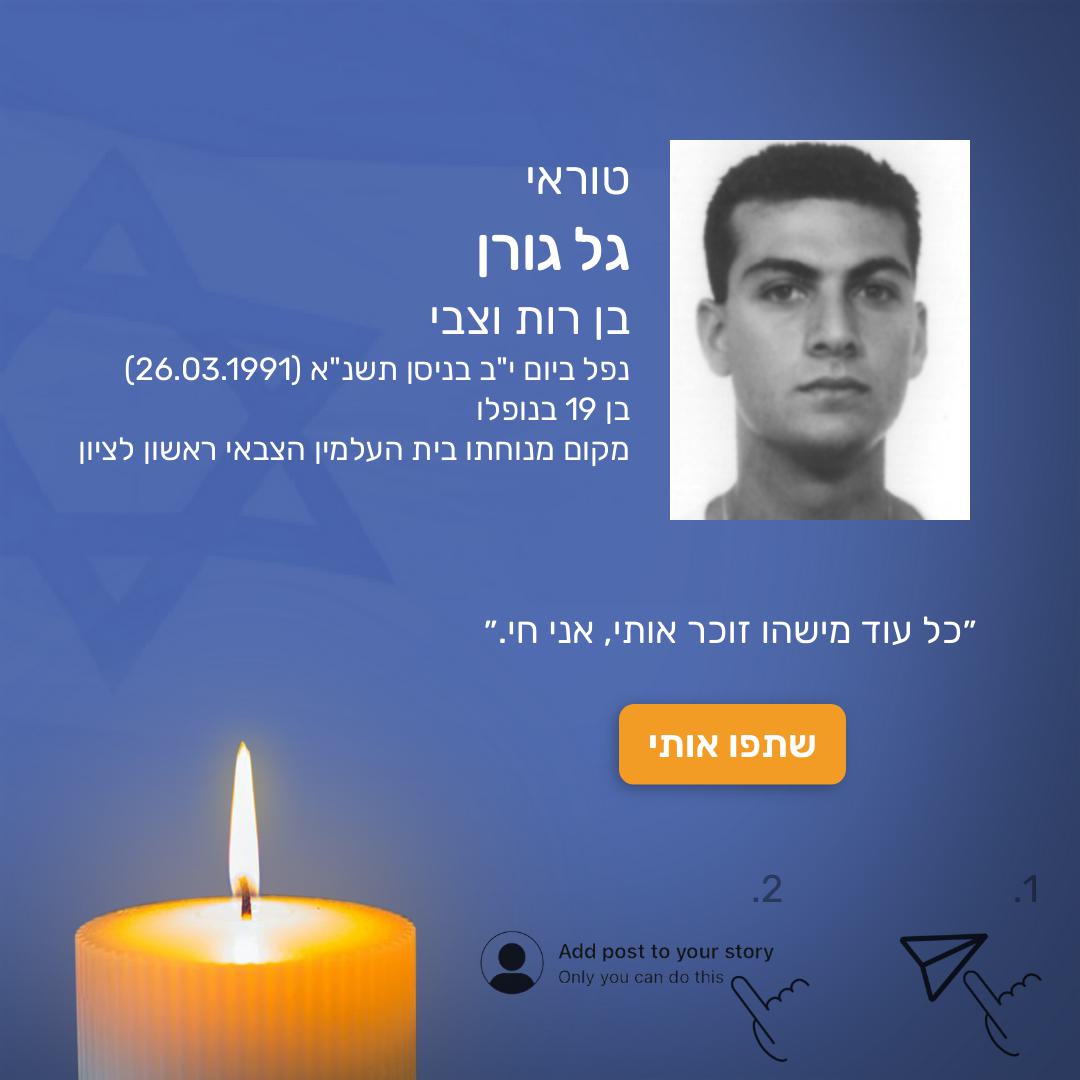 טוראי
גל גורן
בן רות וצבי
נפל ביום י"ב בניסן תשנ"א (26.03.1991)
בן 19 בנופלו
מקום מנוחתו בית העלמין הצבאי ראשון לציון
״כל עוד מישהו זוכר אותי, אני חי.״
שתפו אותי
.1
.2
Add post to your story
Only you can do this